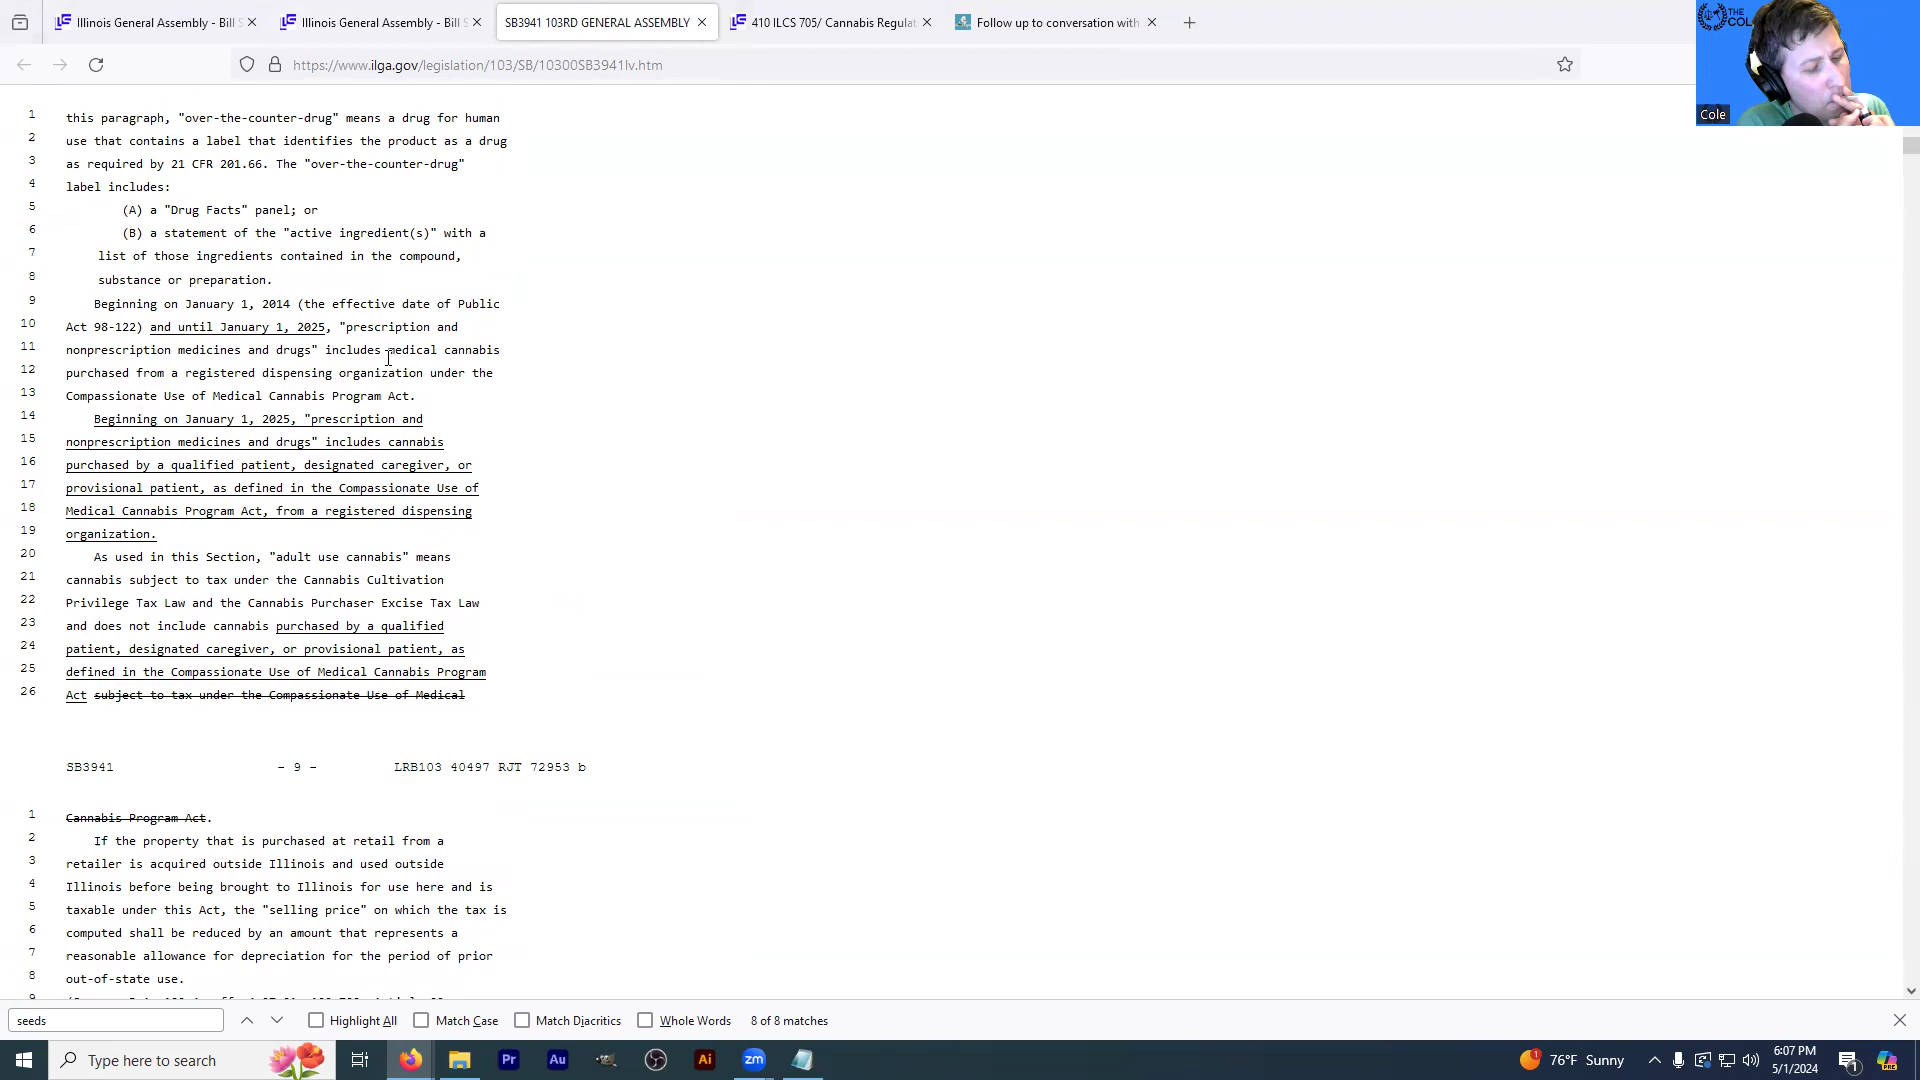 Illinois General Assembly - Bill S
Illinois General Assembly - Bill S
SB3941 103RD GENERAL ASSEMBLY
410 ILCS 705/ Cannabis Regulat
Follow up to conversation with
https://www.ilga.gov/legislation/103/SB/10300SB3941lv.htm
THE
Cole
1 this paragraph, "over-the-counter-drug" means a drug for human
2 use that contains a label that identifies the product as a drug
3 as required by 21 CFR 201.66. The "over-the-counter-drug"
4 label includes:
5 (A) a "Drug Facts" panel; or
6 (B) a statement of the "active ingredient(s)" with a
7 list of those ingredients contained in the compound,
8 substance or preparation.
9 Beginning on January 1, 2014 (the effective date of Public
10 Act 98-122) and until January 1, 2025, "prescription and
11 nonprescription medicines and drugs" includes medical cannabis
12 purchased from a registered dispensing organization under the
13 Compassionate Use of Medical Cannabis Program Act.
14 Beginning on January 1, 2025, "prescription and
15 nonprescription medicines and drugs" includes cannabis
16 purchased by a qualified patient, designated caregiver, or
17 provisional patient, as defined in the Compassionate Use of
18 Medical Cannabis Program Act, from a registered dispensing
19 organization.
20 As used in this Section, "adult use cannabis" means
21 cannabis subject to tax under the Cannabis Cultivation
22 Privilege Tax Law and the Cannabis Purchaser Excise Tax Law
23 and does not include cannabis purchased by a qualified
24 patient, designated caregiver, or provisional patient, as
25 defined in the Compassionate Use of Medical Cannabis Program
26 Act subject to tax under the Compassionate Use of Medical
SB3941 - 9 - LRB103 40497 RJT 72953 b
1 Cannabis Program Act.
2 If the property that is purchased at retail from a
3 retailer is acquired outside Illinois and used outside
4 Illinois before being brought to Illinois for use here and is
5 taxable under this Act, the "selling price" on which the tax is
6 computed shall be reduced by an amount that represents a
7 reasonable allowance for depreciation for the period of prior
8 out-of-state use.
9
seeds
Highlight All
Match Case
Match Diacritics
Whole Words
8 of 8 matches
Type here to search
Pr
Au
Ai
zm
76°F Sunny
6:07 PM
5/1/2024
1
PRE